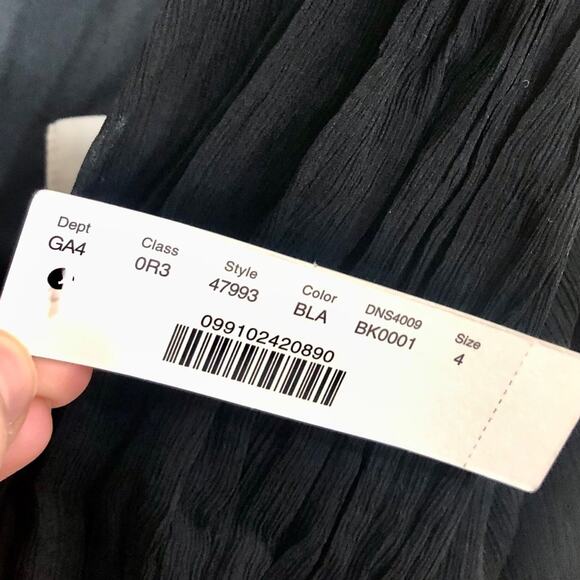 Dept Class Style Color DNS4009 Size
GA4 0R3 47993 BLA BK0001 4
099102420890